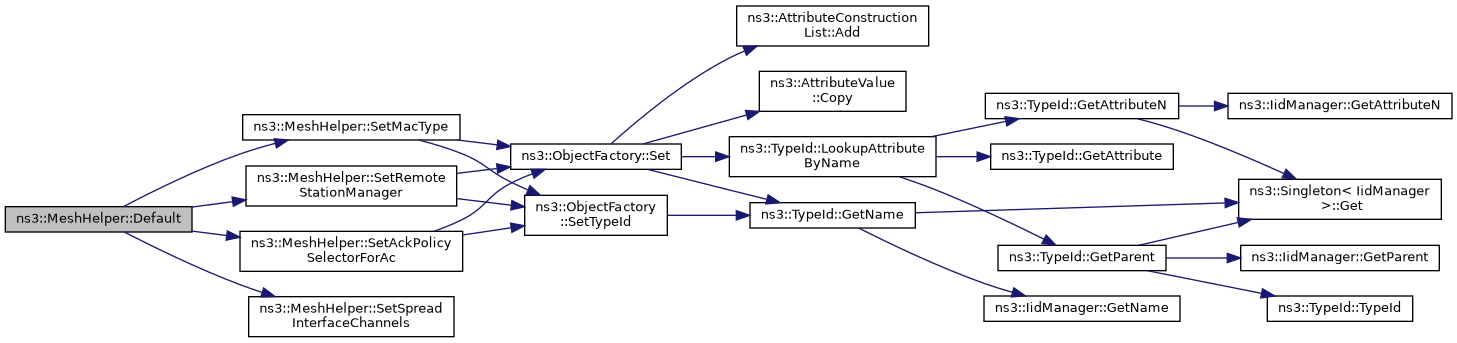 ns3::MeshHelper::Default
ns3::MeshHelper::SetMacType
ns3::MeshHelper::SetRemote
StationManager
ns3::MeshHelper::SetAckPolicy
SelectorForAc
ns3::MeshHelper::SetSpread
InterfaceChannels
ns3::ObjectFactory::Set
ns3::ObjectFactory
::SetTypeId
ns3::AttributeConstruction
List::Add
ns3::AttributeValue
::Copy
ns3::TypeId::LookupAttribute
ByName
ns3::TypeId::GetName
ns3::TypeId::GetAttributeN
ns3::TypeId::GetAttribute
ns3::TypeId::GetParent
ns3::IidManager::GetName
ns3::IidManager::GetAttributeN
ns3::Singleton< IidManager
>::Get
ns3::IidManager::GetParent
ns3::TypeId::TypeId